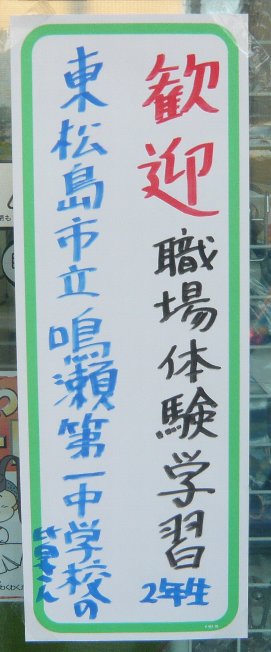 歓迎職場体験学習
2年生
東松島市立鳴瀬第一中学校の
皆さん